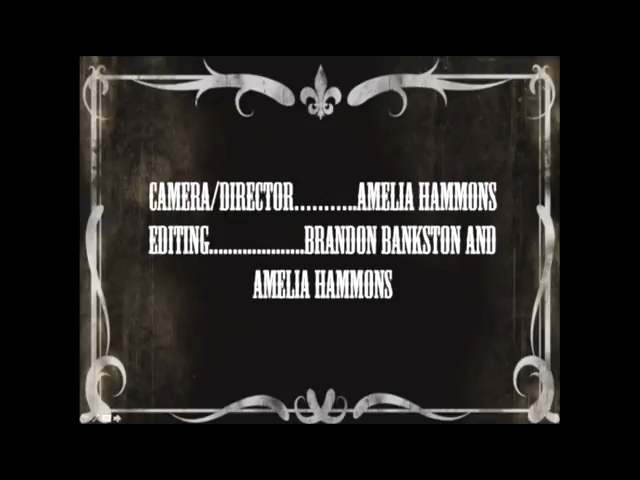 CAMERA/DIRECTOR...........AMELIA HAMMONS
EDITING....................BRANDON BANKSTON AND
AMELIA HAMMONS